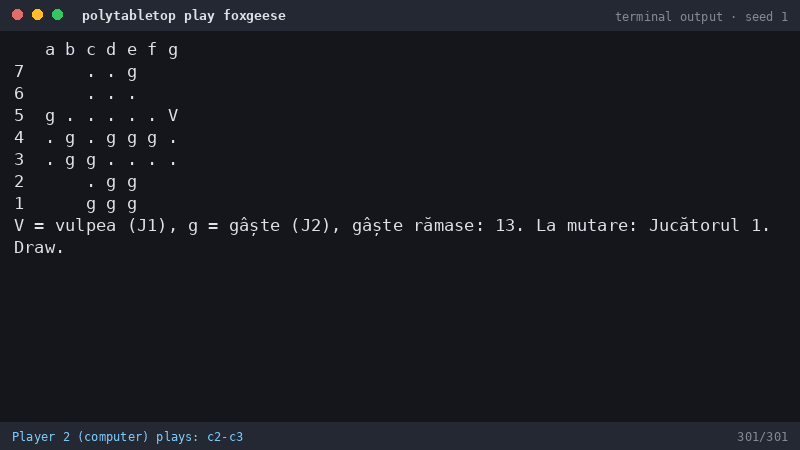 polytabletop play foxgeese
terminal output · seed 1
   a b c d e f g
7      . . g
6      . . .
5  g . . . . . V
4  . g . g g g .
3  . g g . . . .
2      . g g
1      g g g
V = vulpea (J1), g = gâște (J2), gâște rămase: 13. La mutare: Jucătorul 1.
Draw.
Player 2 (computer) plays: c2-c3
301/301